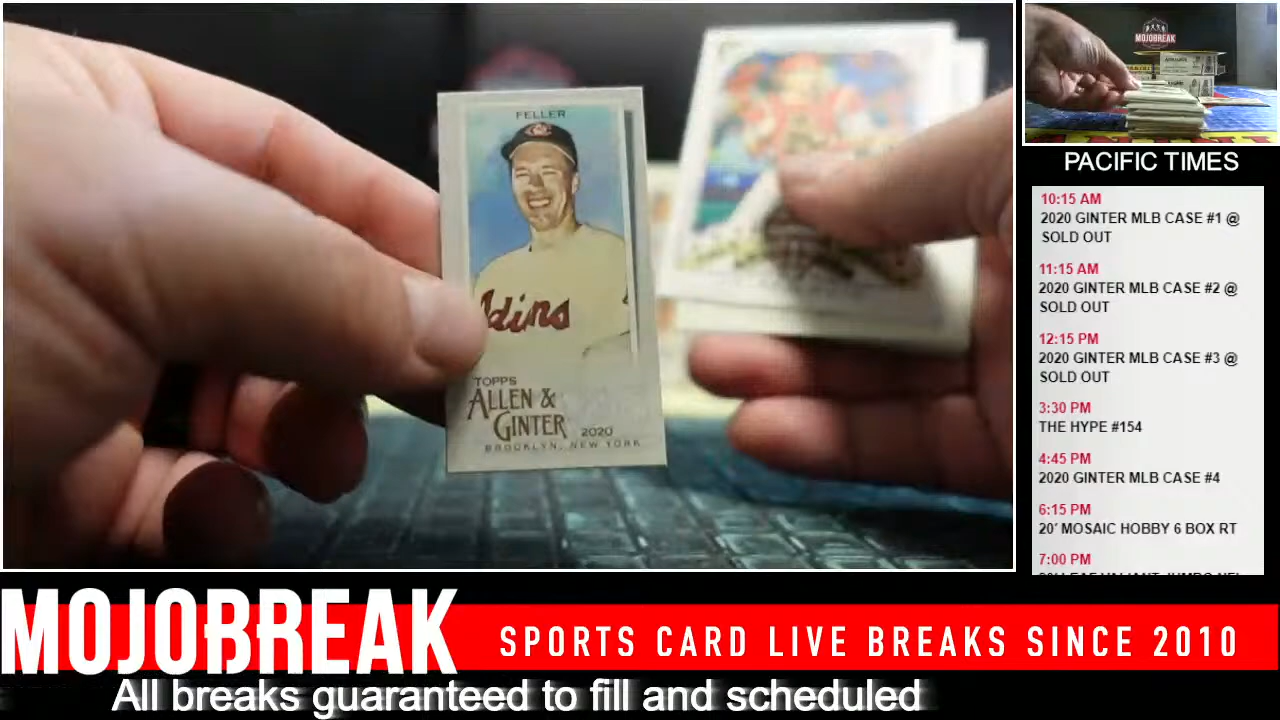 FELLER
TOPPS
ALLEN &
GINTER
2020
BROOKLYN, NEW YORK
MOJOBREAK
PACIFIC TIMES
10:15 AM
2020 GINTER MLB CASE #1 @
SOLD OUT
11:15 AM
2020 GINTER MLB CASE #2 @
SOLD OUT
12:15 PM
2020 GINTER MLB CASE #3 @
SOLD OUT
3:30 PM
THE HYPE #154
4:45 PM
2020 GINTER MLB CASE #4
6:15 PM
20' MOSAIC HOBBY 6 BOX RT
7:00 PM
MOJOBREAK
SPORTS CARD LIVE BREAKS SINCE 2010
All breaks guaranteed to fill and scheduled